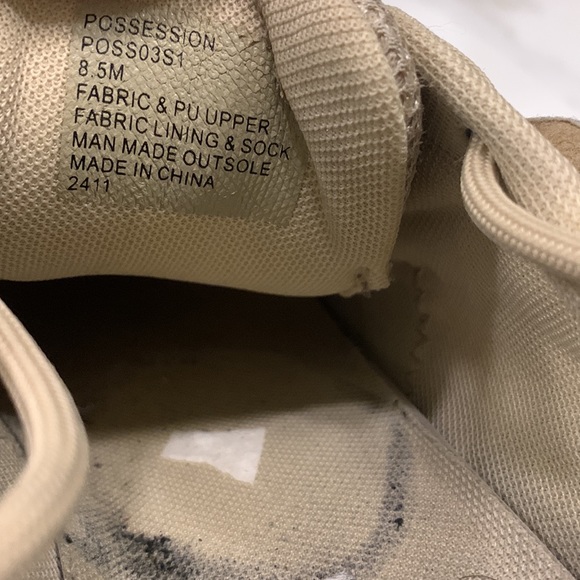 POSSESSION
POSS03S1
8.5M
FABRIC & PU UPPER
FABRIC LINING & SOCK
MAN MADE OUTSOLE
MADE IN CHINA
2411